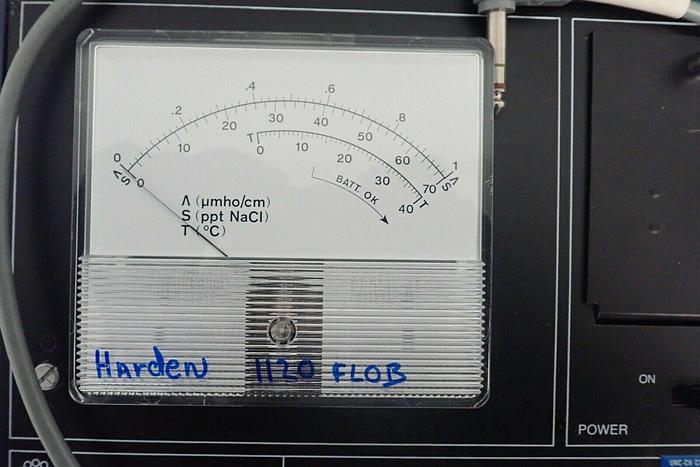 0 .2 .4 .6 .8 1
Λ S 0 10 20 30 40 50 60 70 Λ S
T 0 10 20 30 40 T
BATT. OK
Λ (µmho/cm)
S (ppt NaCl)
T (°C)
Harden 1120 FLOB
ON
POWER